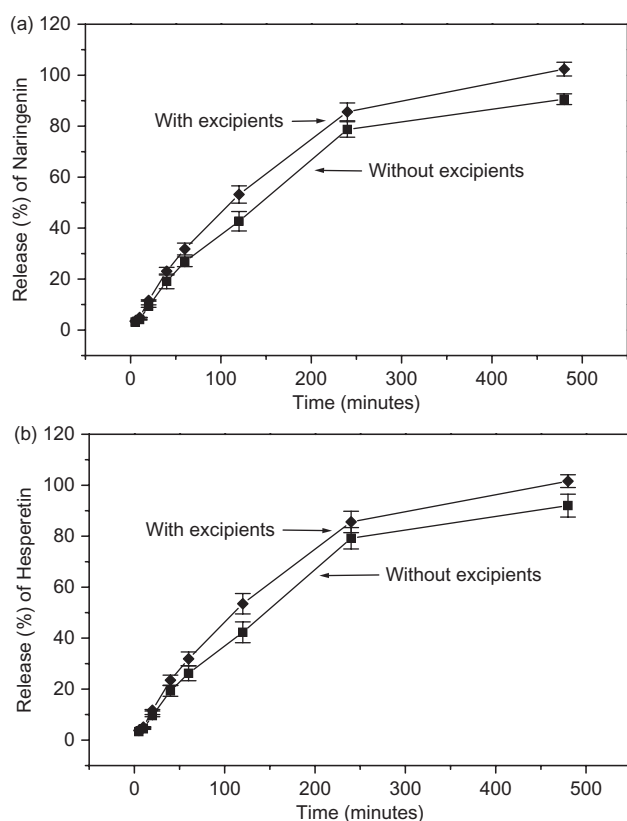 (a)
120
100
80
60
40
20
0
Release (%) of Naringenin
With excipients
Without excipients
0 100 200 300 400 500
Time (minutes)
(b)
120
100
80
60
40
20
0
Release (%) of Hesperetin
With excipients
Without excipients
0 100 200 300 400 500
Time (minutes)